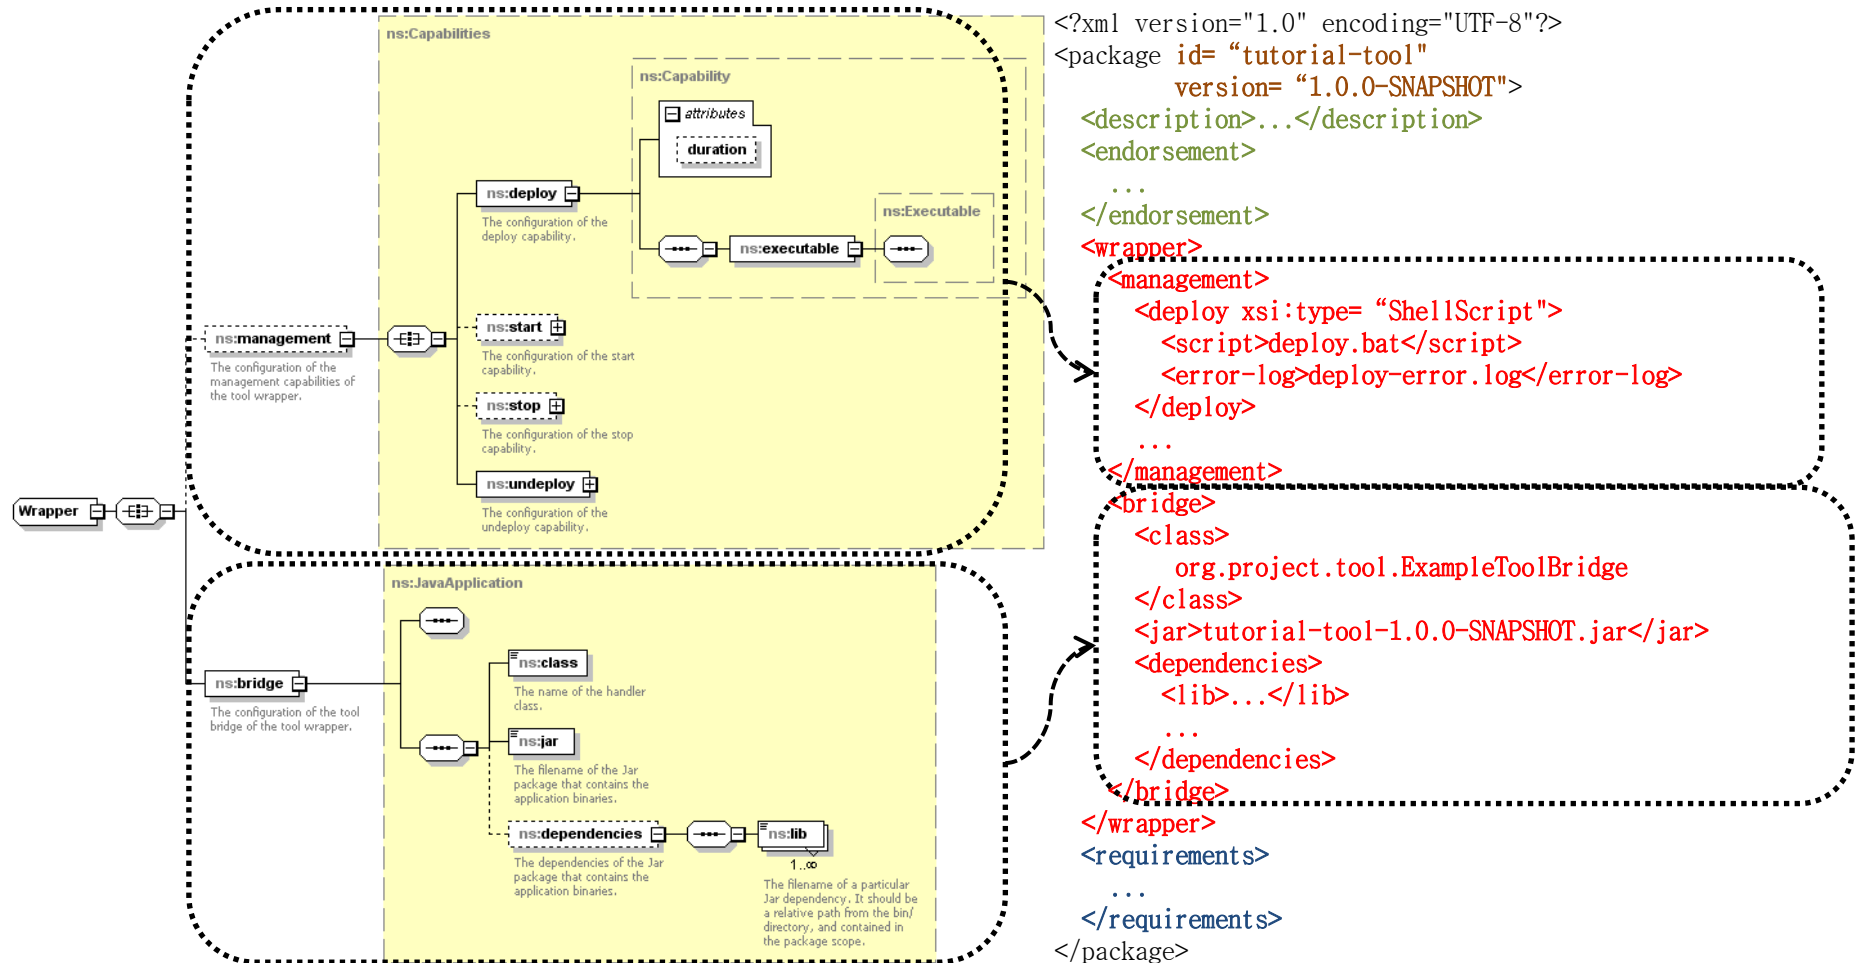 ns:Capabilities
ns:Capability
attributes
duration
ns:deploy
The configuration of the
deploy capability.
ns:Executable
ns:executable
ns:start
The configuration of the start
capability.
ns:management
The configuration of the
management capabilities of
the tool wrapper.
ns:stop
The configuration of the stop
capability.
ns:undeploy
The configuration of the
undeploy capability.
Wrapper
ns:JavaApplication
ns:class
The name of the handler
class.
ns:bridge
The configuration of the tool
bridge of the tool wrapper.
ns:jar
The filename of the Jar
package that contains the
application binaries.
ns:dependencies
The dependencies of the Jar
package that contains the
application binaries.
ns:lib
1..∞
The filename of a particular
Jar dependency. It should be
a relative path from the bin/
directory, and contained in
the package scope.
<?xml version="1.0" encoding="UTF-8"?>
<package id= “tutorial-tool"
version= “1.0.0-SNAPSHOT">
<description>...</description>
<endorsement>
...
</endorsement>
<wrapper>
<management>
<deploy xsi:type= “ShellScript">
<script>deploy.bat</script>
<error-log>deploy-error.log</error-log>
</deploy>
...
</management>
<bridge>
<class>
org.project.tool.ExampleToolBridge
</class>
<jar>tutorial-tool-1.0.0-SNAPSHOT.jar</jar>
<dependencies>
<lib>...</lib>
...
</dependencies>
</bridge>
</wrapper>
<requirements>
...
</requirements>
</package>